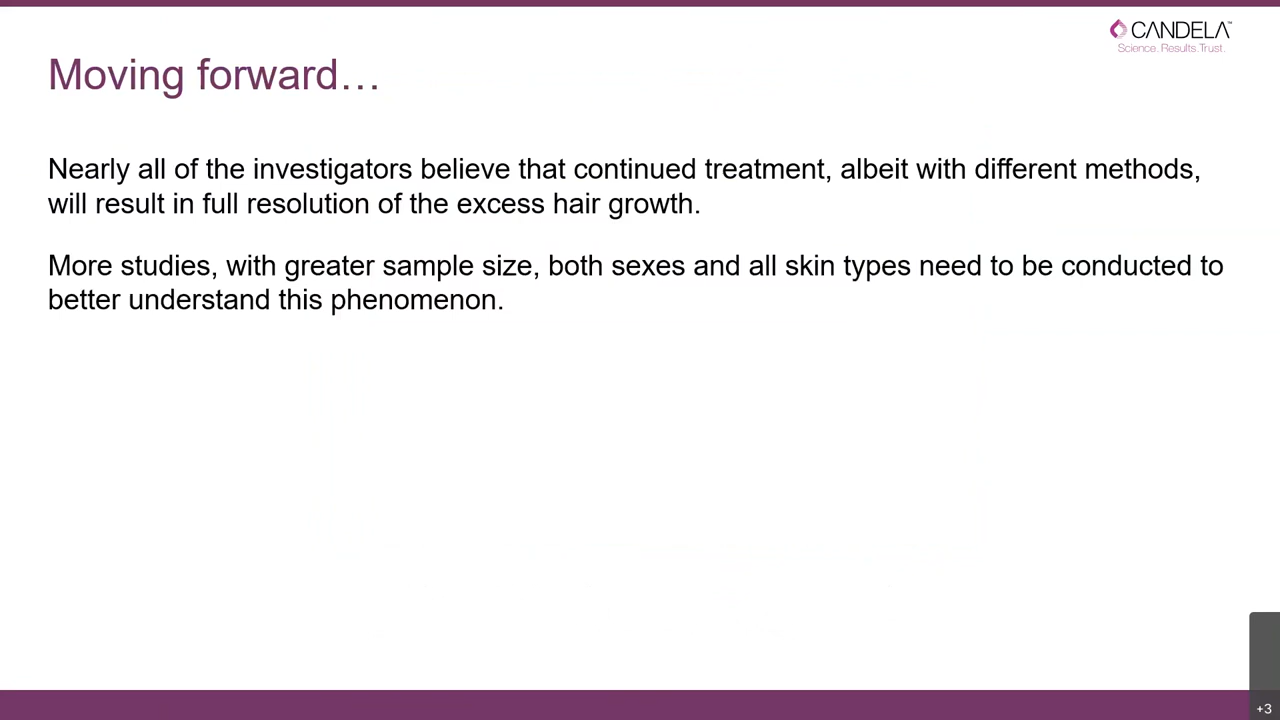 CANDELA™
Science. Results. Trust.
Moving forward…
Nearly all of the investigators believe that continued treatment, albeit with different methods,
will result in full resolution of the excess hair growth.
More studies, with greater sample size, both sexes and all skin types need to be conducted to
better understand this phenomenon.
+3